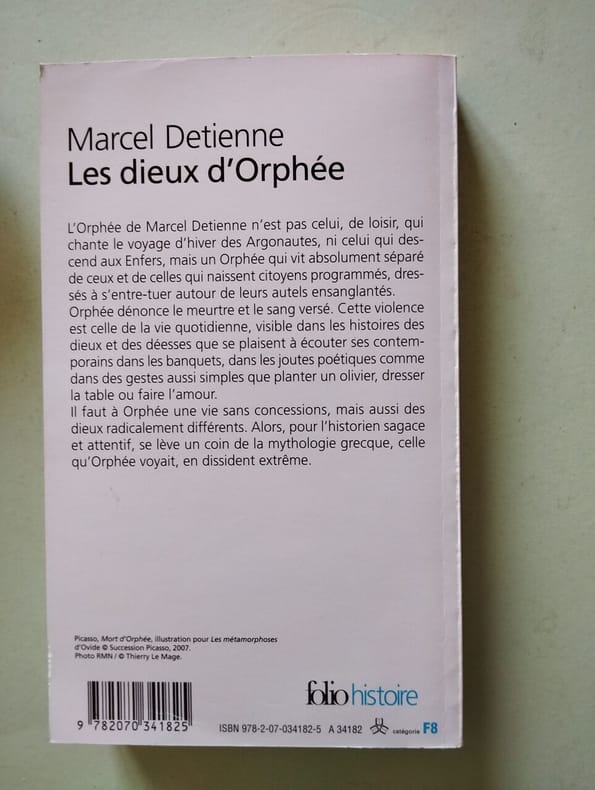 Marcel Detienne
Les dieux d'Orphée
L'Orphée de Marcel Detienne n'est pas celui, de loisir, qui
chante le voyage d'hiver des Argonautes, ni celui qui des-
cend aux Enfers, mais un Orphée qui vit absolument séparé
de ceux et de celles qui naissent citoyens programmés, dres-
sés à s'entre-tuer autour de leurs autels ensanglantés.
Orphée dénonce le meurtre et le sang versé. Cette violence
est celle de la vie quotidienne, visible dans les histoires des
dieux et des déesses que se plaisent à écouter ses contem-
porains dans les banquets, dans les joutes poétiques comme
dans des gestes aussi simples que planter un olivier, dresser
la table ou faire l'amour.
Il faut à Orphée une vie sans concessions, mais aussi des
dieux radicalement différents. Alors, pour l'historien sagace
et attentif, se lève un coin de la mythologie grecque, celle
qu'Orphée voyait, en dissident extrême.
Picasso, Mort d'Orphée, illustration pour Les métamorphoses
d'Ovide © Succession Picasso, 2007.
Photo RMN / © Thierry Le Mage.
folio histoire
9 782070 341825
ISBN 978-2-07-034182-5 A 34182 catégorie F8